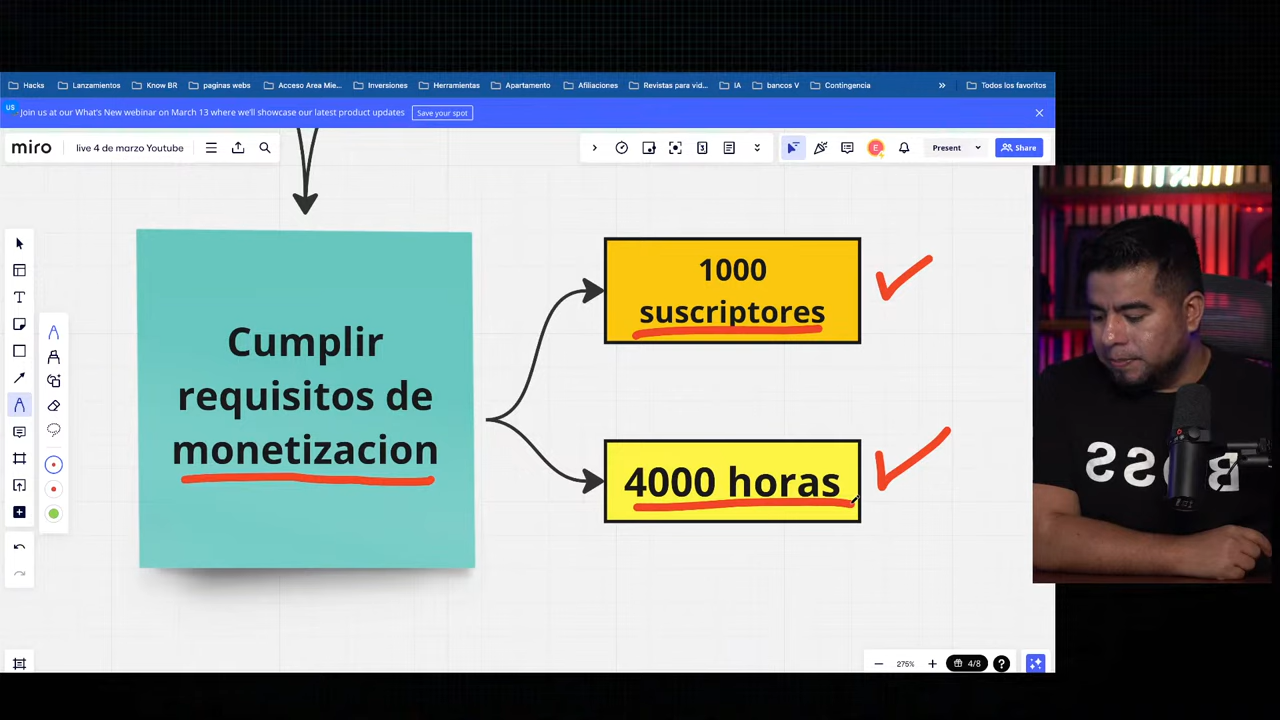 Hacks
Lanzamientos
Know BR
paginas webs
Acceso Area Mie...
Inversiones
Herramientas
Apartamento
Afiliaciones
Revistas para vid...
IA
bancos V
Contingencia
»
Todos los favoritos
US
Join us at our What's New webinar on March 13 where we'll showcase our latest product updates
Save your spot
miro
live 4 de marzo Youtube
3
E
Present
Share
Cumplir
requisitos de
monetizacion
1000
suscriptores
4000 horas
BOSS
275%
4/8
?